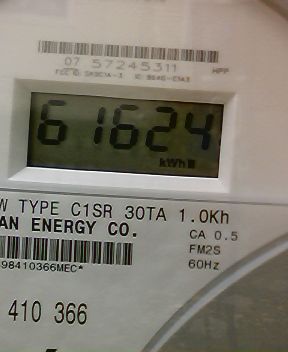 07 57245311
HPP
61624
kWh
W TYPE C1SR 30TA 1.0Kh
AN ENERGY CO.
CA 0.5
FM2S
60Hz
98410366MEC*
410 366